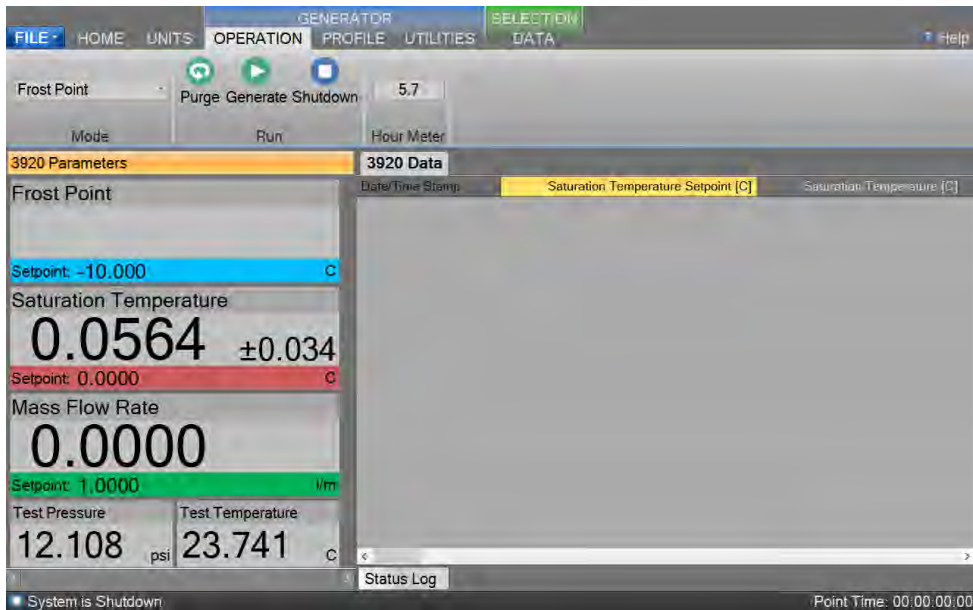 GENERATOR SELECTION
FILE HOME UNITS OPERATION PROFILE UTILITIES DATA ? Help
Frost Point
Purge Generate Shutdown
5.7
Mode Run Hour Meter
3920 Parameters
3920 Data
Date/Time Stamp Saturation Temperature Setpoint [C] Saturation Temperature [C]
Frost Point
Setpoint: -10.000 C
Saturation Temperature
0.0564 ±0.034
Setpoint: 0.0000 C
Mass Flow Rate
0.0000
Setpoint: 1.0000 l/m
Test Pressure Test Temperature
12.108 psi 23.741 C
Status Log
System is Shutdown Point Time: 00:00:00:00